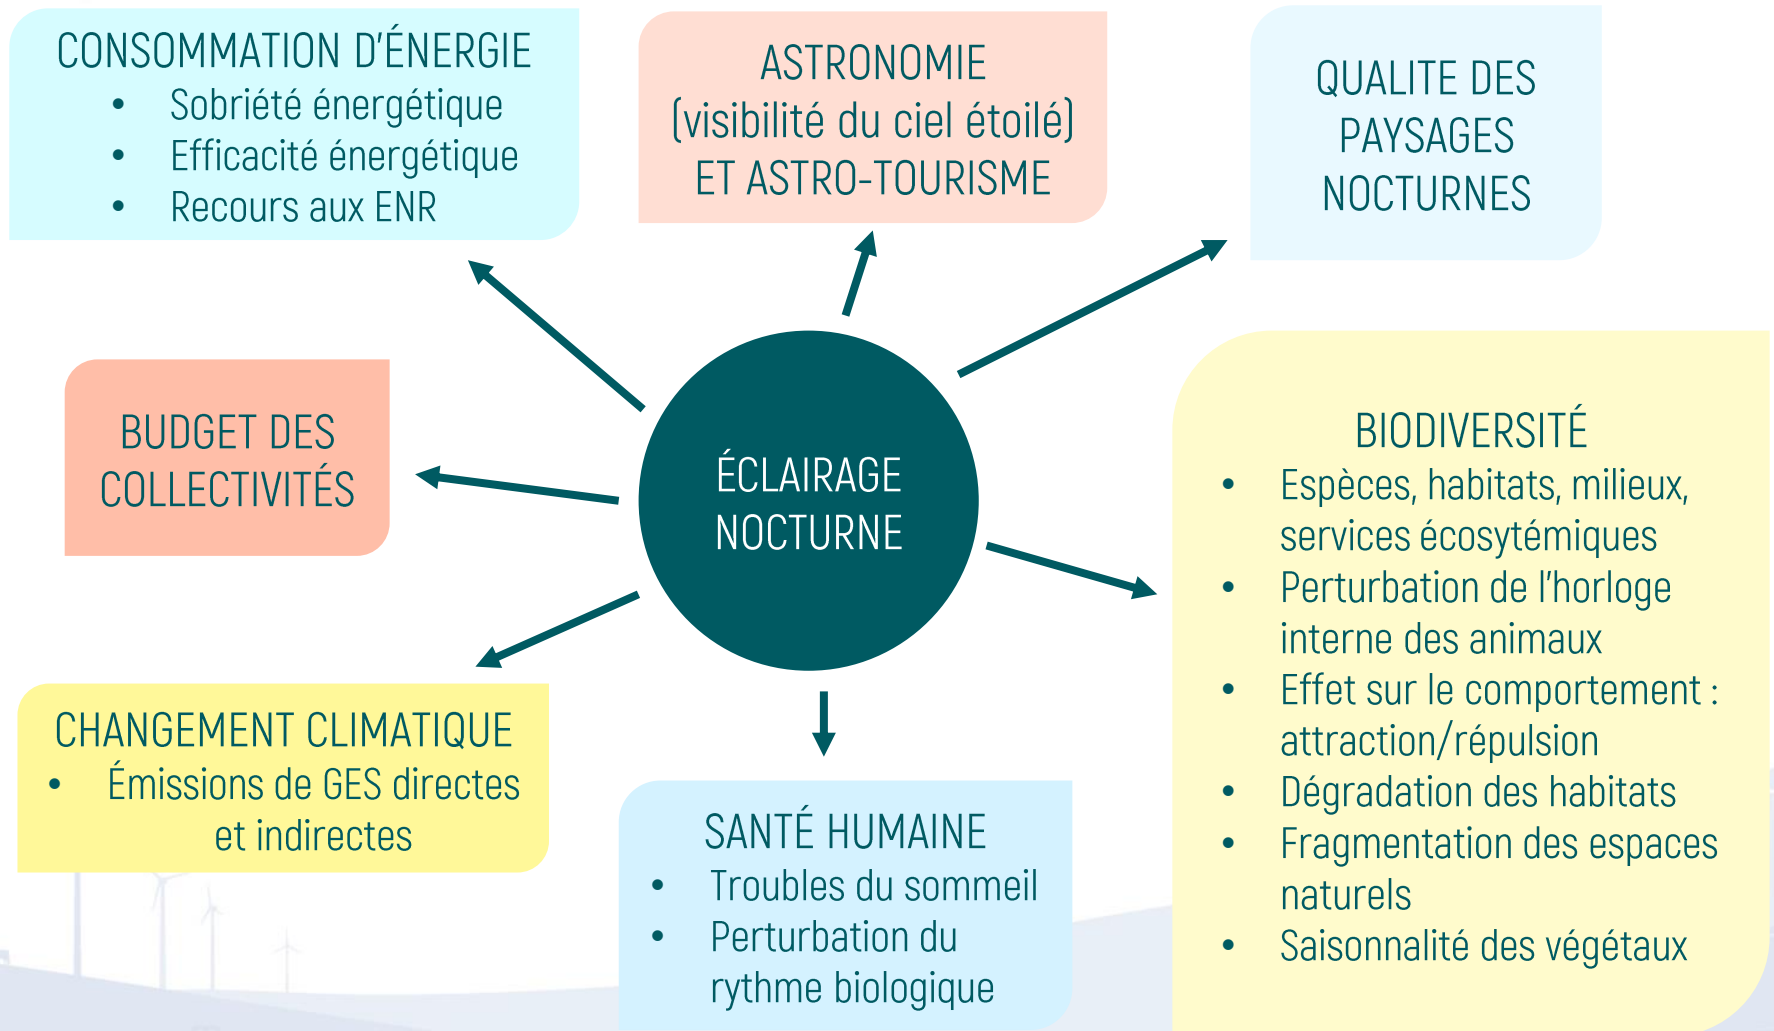 CONSOMMATION D'ÉNERGIE
• Sobriété énergétique
• Efficacité énergétique
• Recours aux ENR
ASTRONOMIE
(visibilité du ciel étoilé)
ET ASTRO-TOURISME
QUALITE DES
PAYSAGES
NOCTURNES
BUDGET DES
COLLECTIVITÉS
ÉCLAIRAGE
NOCTURNE
BIODIVERSITÉ
• Espèces, habitats, milieux,
services écosytémiques
• Perturbation de l'horloge
interne des animaux
• Effet sur le comportement :
attraction/répulsion
• Dégradation des habitats
• Fragmentation des espaces
naturels
• Saisonnalité des végétaux
CHANGEMENT CLIMATIQUE
• Émissions de GES directes
et indirectes
SANTÉ HUMAINE
• Troubles du sommeil
• Perturbation du
rythme biologique